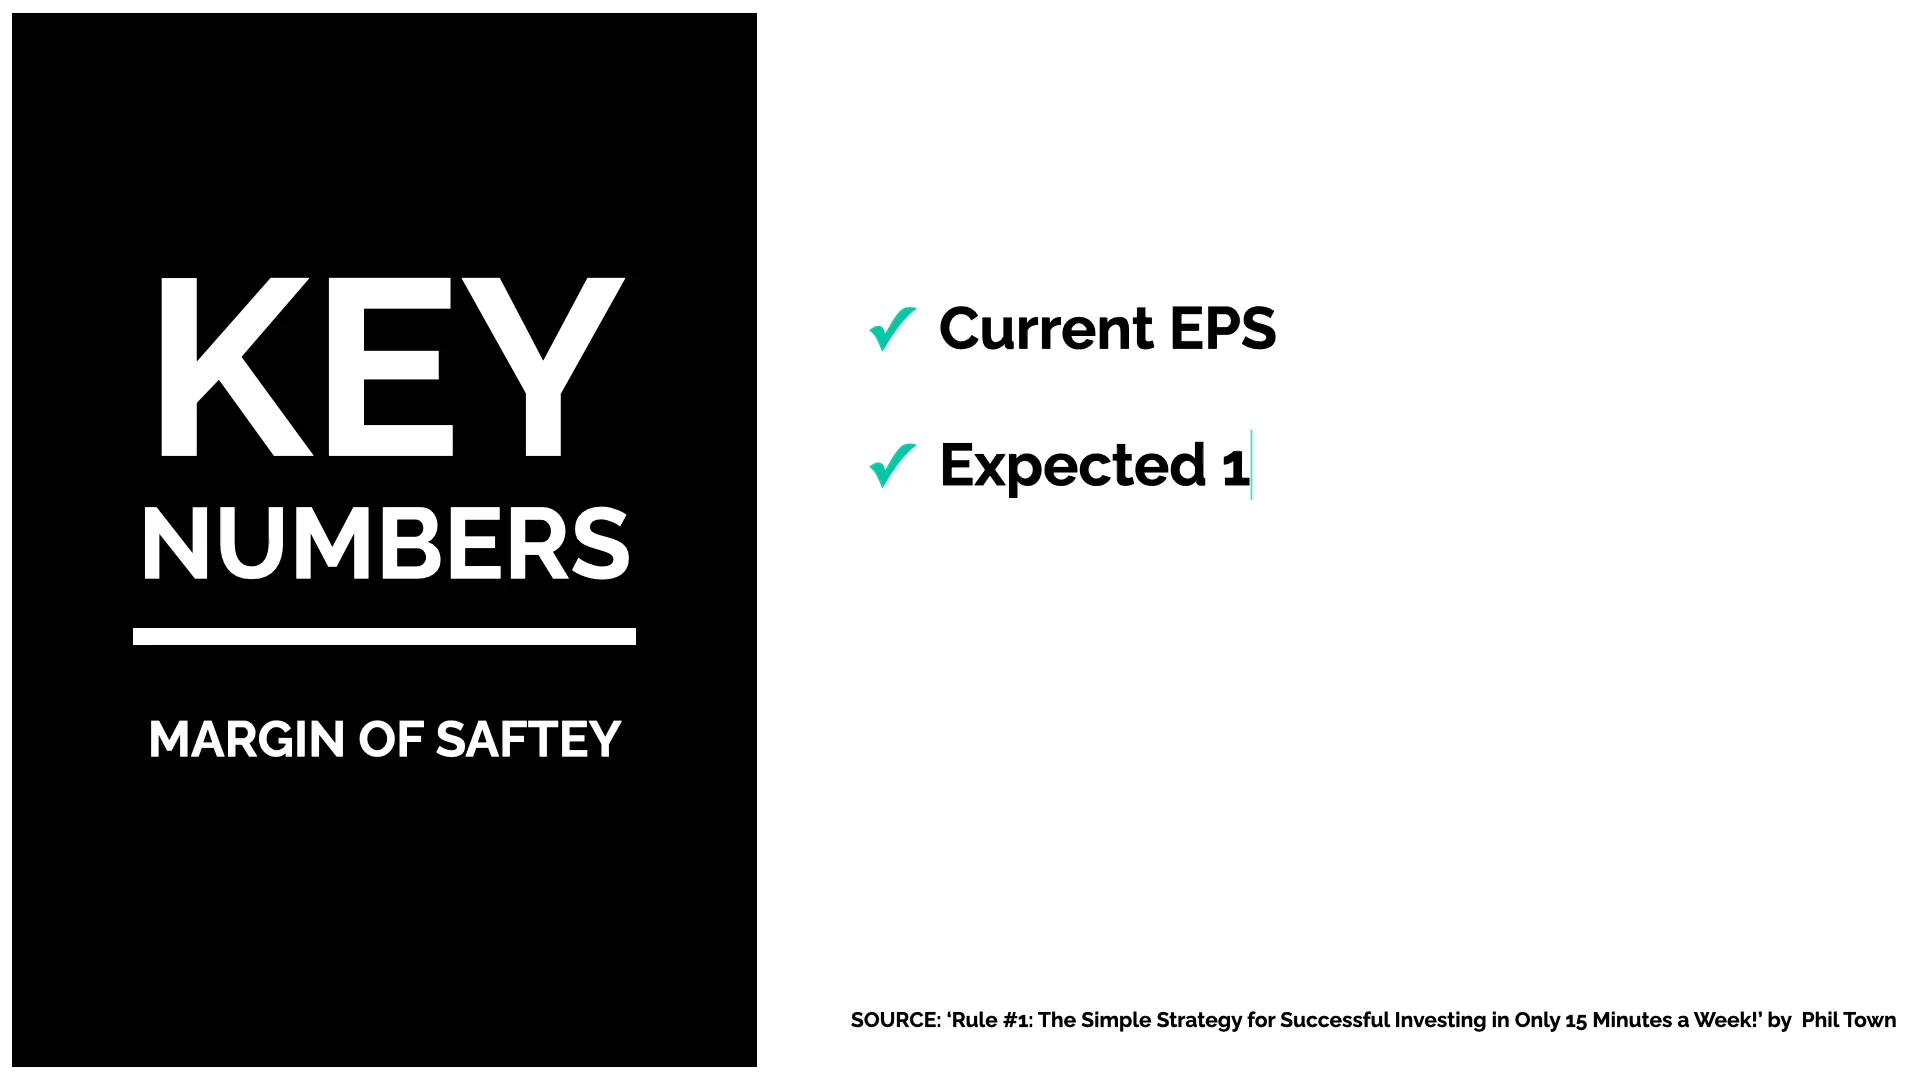 KEY
NUMBERS
MARGIN OF SAFTEY
✓ Current EPS
✓ Expected 1
SOURCE: ‘Rule #1: The Simple Strategy for Successful Investing in Only 15 Minutes a Week!’ by  Phil Town